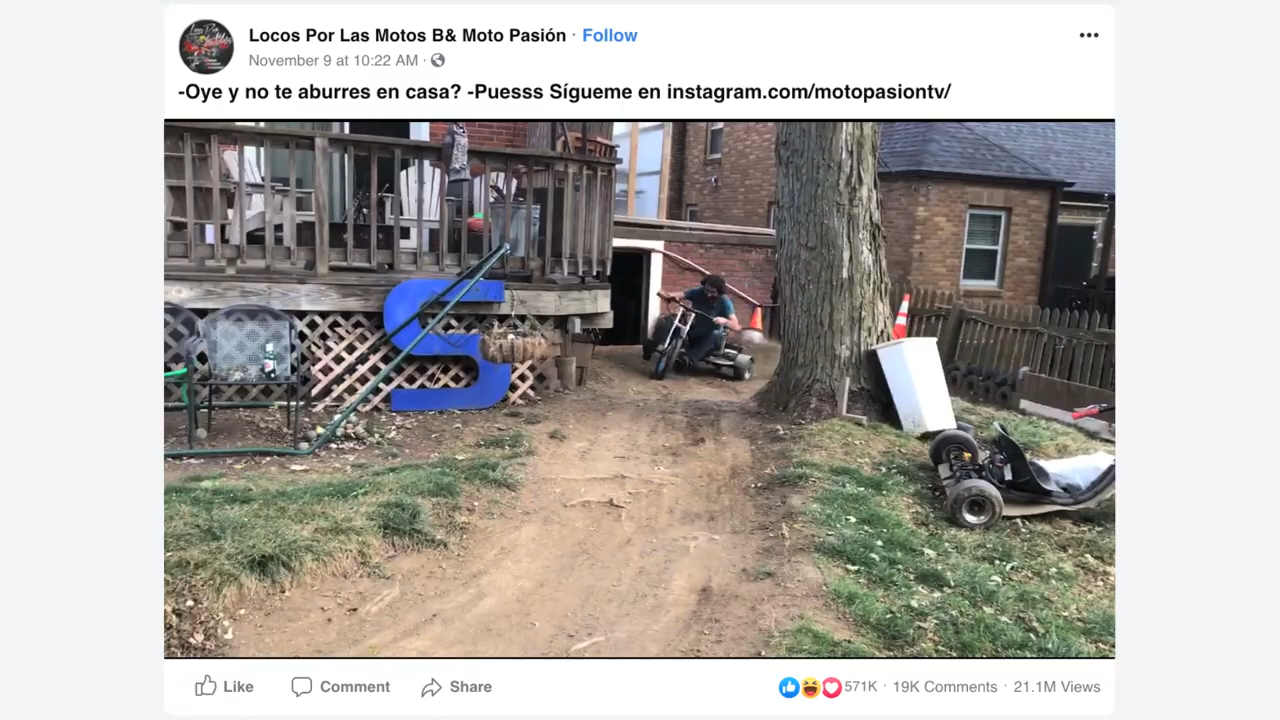 Locos Por Las Motos B& Moto Pasión · Follow
November 9 at 10:22 AM ·
-Oye y no te aburres en casa? -Puesss Sígueme en instagram.com/motopasiontv/
S
Like Comment Share 571K · 19K Comments · 21.1M Views